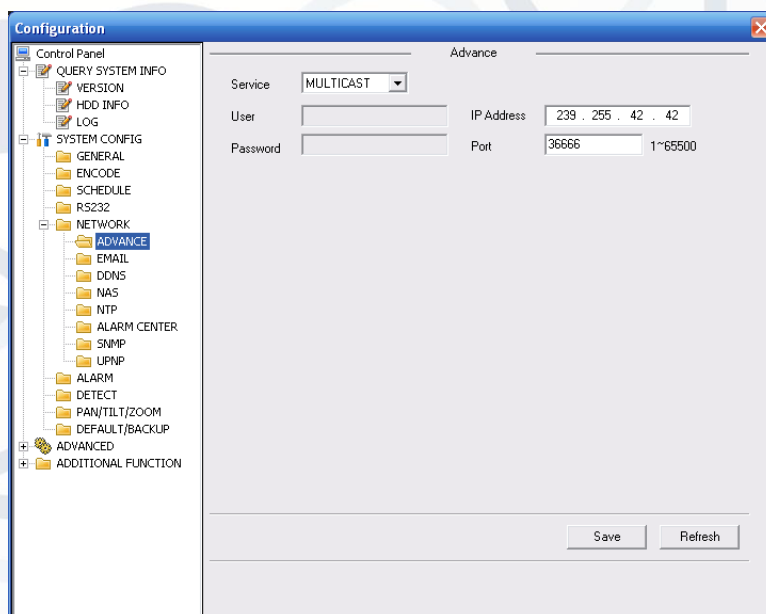 Configuration
Control Panel
QUERY SYSTEM INFO
VERSION
HDD INFO
LOG
SYSTEM CONFIG
GENERAL
ENCODE
SCHEDULE
RS232
NETWORK
ADVANCE
EMAIL
DDNS
NAS
NTP
ALARM CENTER
SNMP
UPNP
ALARM
DETECT
PAN/TILT/ZOOM
DEFAULT/BACKUP
ADVANCED
ADDITIONAL FUNCTION
Advance
Service MULTICAST
User IP Address 239 . 255 . 42 . 42
Password Port 36666 1~65500
Save Refresh